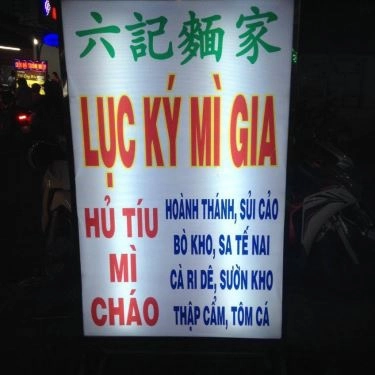 六記麵家
LỤC KÝ MÌ GIA
HỦ TÍU
MÌ
CHÁO
HOÀNH THÁNH, SỦI CẢO
BÒ KHO, SA TẾ NAI
CÀ RI DÊ, SƯỜN KHO
THẬP CẨM, TÔM CÁ